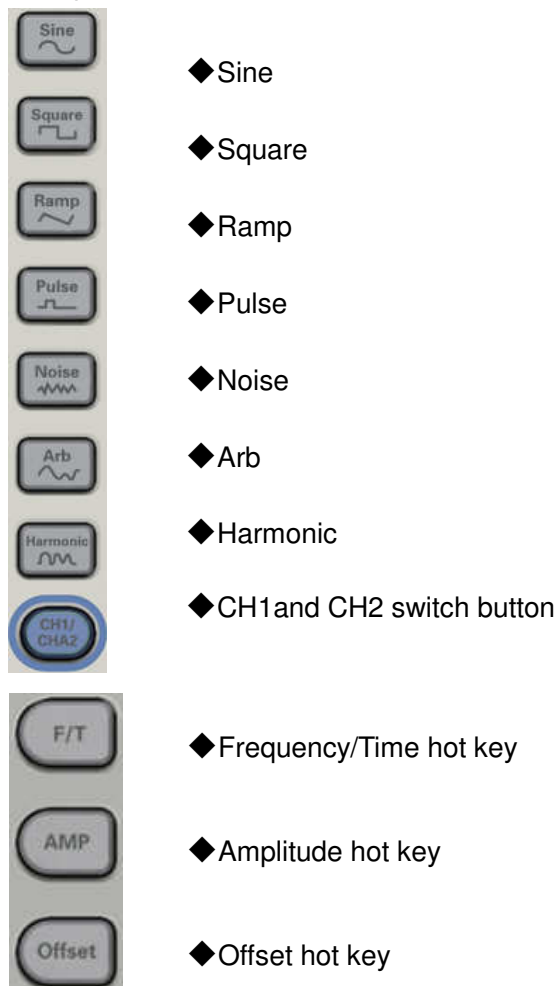 Sine
◆Sine
Square
◆Square
Ramp
◆Ramp
Pulse
◆Pulse
Noise
◆Noise
Arb
◆Arb
Harmonic
◆Harmonic
CH1/
CHA2
◆CH1and CH2 switch button
F/T
◆Frequency/Time hot key
AMP
◆Amplitude hot key
Offset
◆Offset hot key